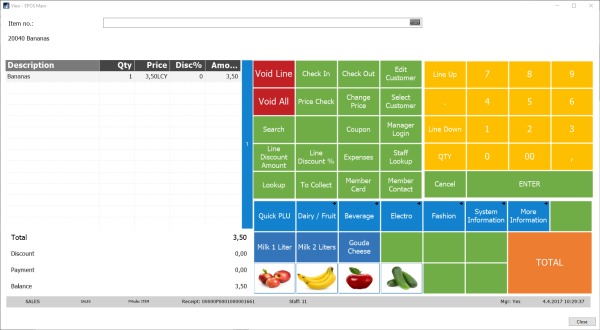 View - EPOS Main
Item no.:
20040 Bananas
Description Qty Price Disc% Amo...
Bananas 1 3,50LCY 0 3,50
1
Total 3,50
Discount 0,00
Payment 0,00
Balance 3,50
Void Line Check In Check Out Edit Customer
Void All Price Check Change Price Select Customer
Search Coupon Manager Login
Line Discount Amount Line Discount % Expenses Staff Lookup
Lookup To Collect Member Card Member Contact
Line Up 7 8 9
. 4 5 6
Line Down 1 2 3
QTY 0 00 ,
Cancel ENTER
Quick PLU Dairy / Fruit Beverage Electro Fashion System Information More Information
Milk 1 Liter Milk 2 Liters Gouda Cheese
TOTAL
SALES SALES PMode: ITEM Receipt: 00000P0001000001661 Staff: 11 Mgr: Yes 4.4.2017 10:29:37
Close